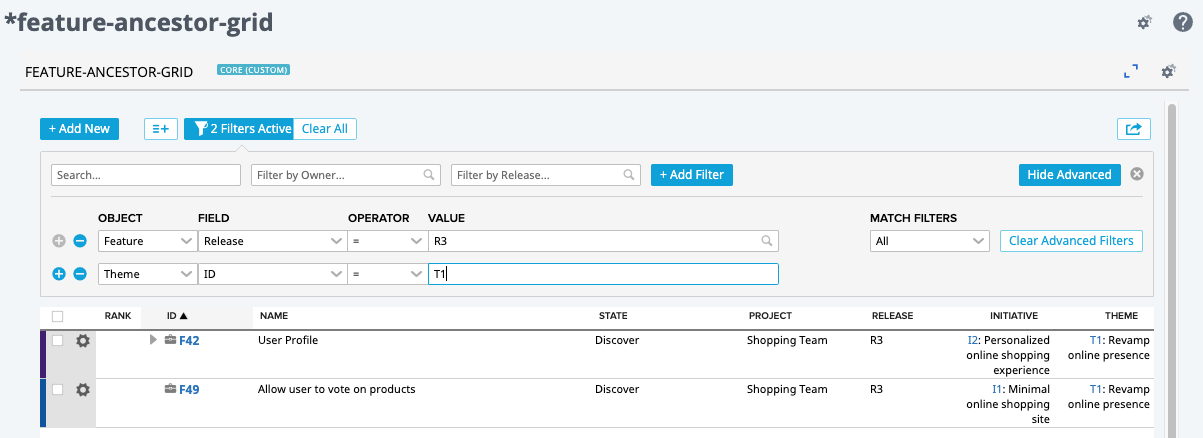 *feature-ancestor-grid
FEATURE-ANCESTOR-GRID CORE (CUSTOM)
+ Add New 2 Filters Active Clear All
Search... Filter by Owner... Filter by Release... + Add Filter Hide Advanced
OBJECT FIELD OPERATOR VALUE MATCH FILTERS
Feature Release = R3 All Clear Advanced Filters
Theme ID = T1
RANK ID NAME STATE PROJECT RELEASE INITIATIVE THEME
F42 User Profile Discover Shopping Team R3 I2: Personalized T1: Revamp
online shopping online presence
experience
F49 Allow user to vote on products Discover Shopping Team R3 I1: Minimal T1: Revamp
online shopping online presence
site